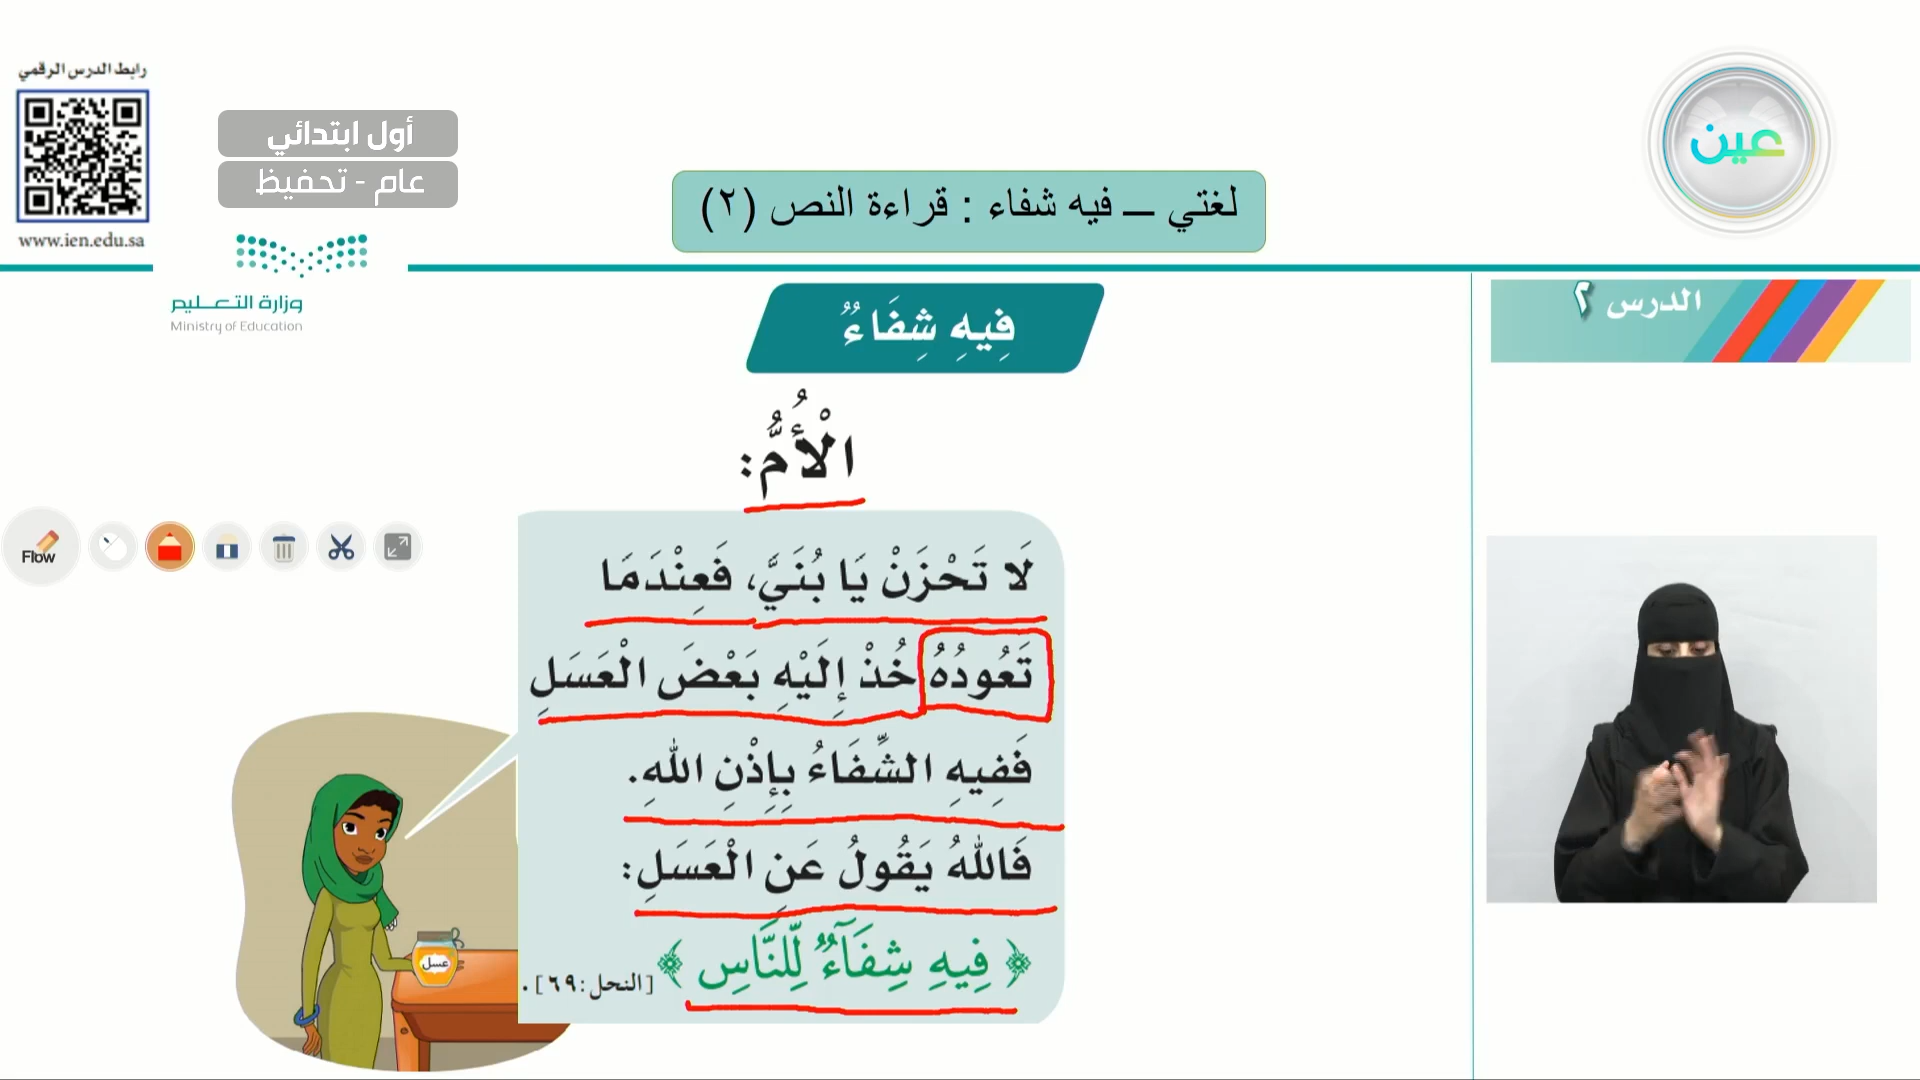 رابط الدرس الرقمي
www.ien.edu.sa
أول ابتدائي
عام - تحفيظ
وزارة التعليم
Ministry of Education
لغتي – فيه شفاء : قراءة النص (٢)
عين
الدرس ٢
فِيهِ شِفَاءٌ
الْأُمُّ:
لَا تَحْزَنْ يَا بُنَيَّ، فَعِنْدَمَا
تَعُودُهُ خُذْ إِلَيْهِ بَعْضَ الْعَسَلِ
فَفِيهِ الشِّفَاءُ بِإِذْنِ اللهِ.
فَاللهُ يَقُولُ عَنِ الْعَسَلِ:
﴿ فِيهِ شِفَآءٌ لِّلنَّاسِ ﴾ [النحل: ٦٩].
عسل
Flow